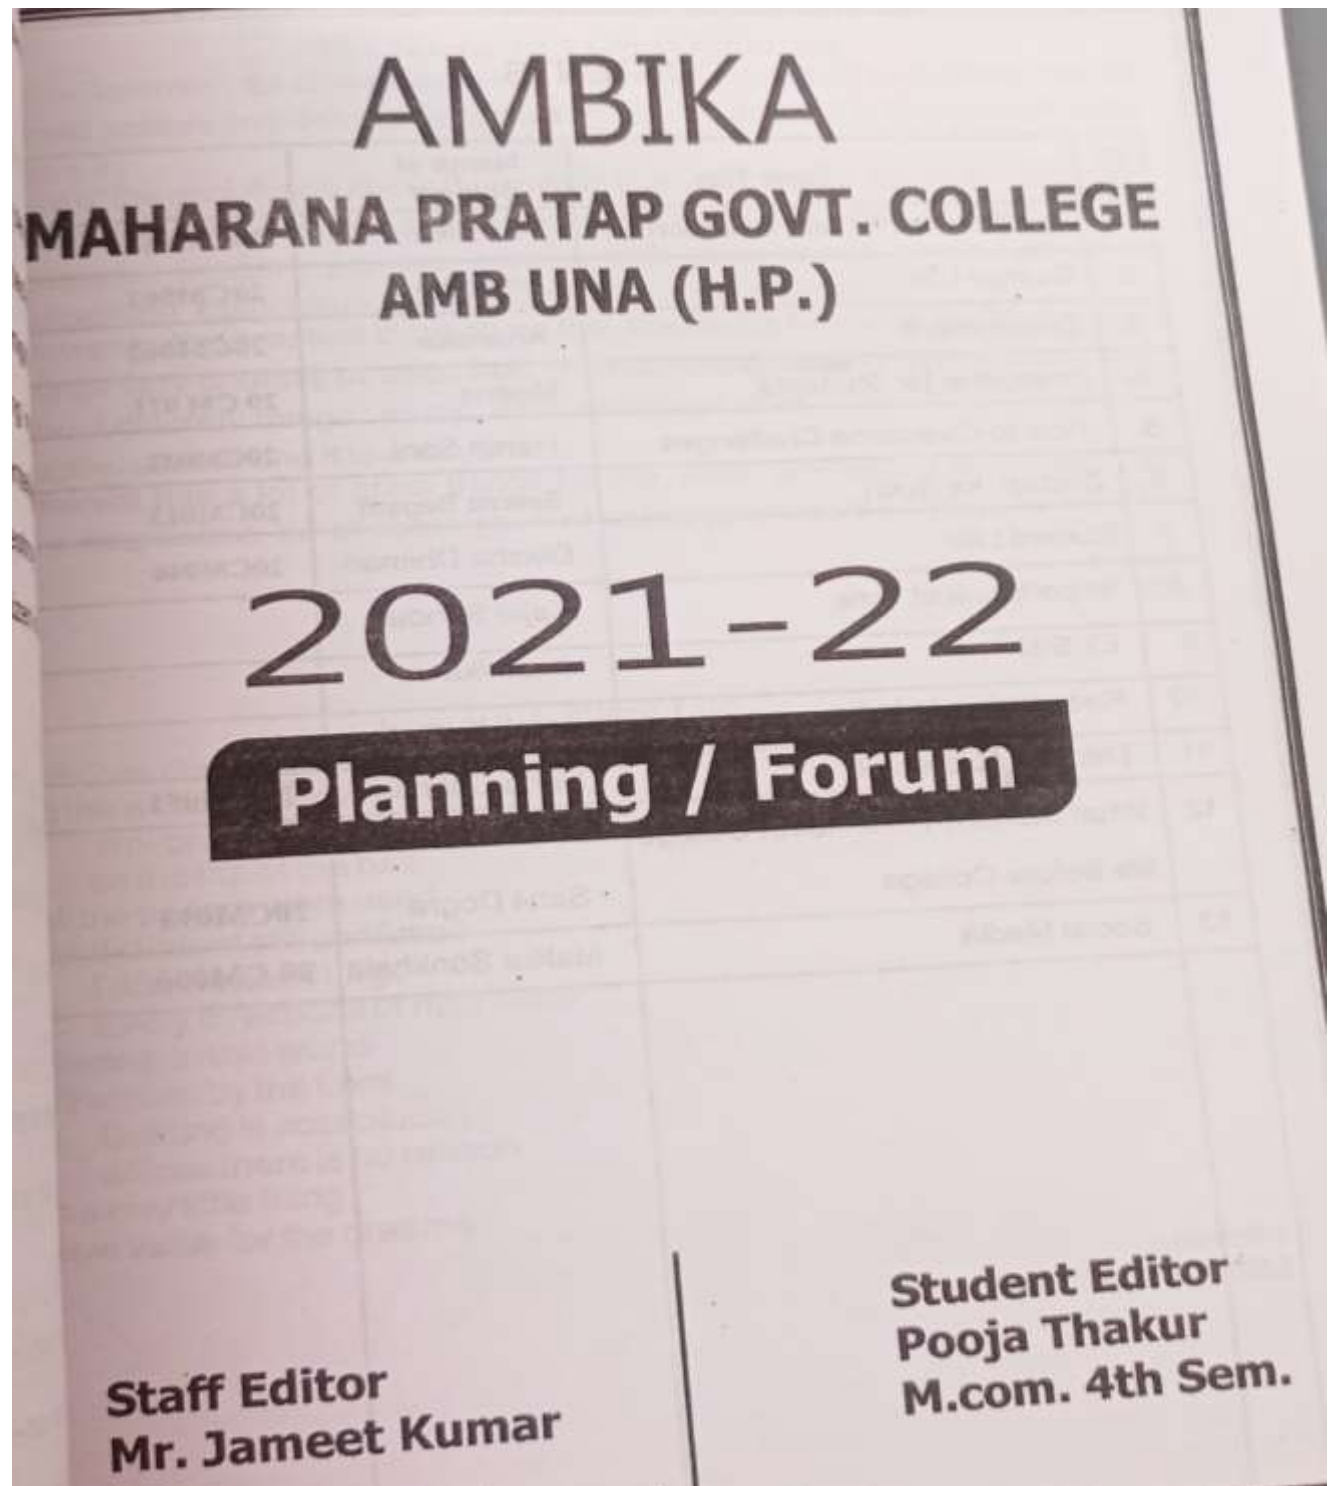 AMBIKA
MAHARANA PRATAP GOVT. COLLEGE
AMB UNA (H.P.)
2021-22
Planning / Forum
Staff Editor
Mr. Jameet Kumar
Student Editor
Pooja Thakur
M.com. 4th Sem.